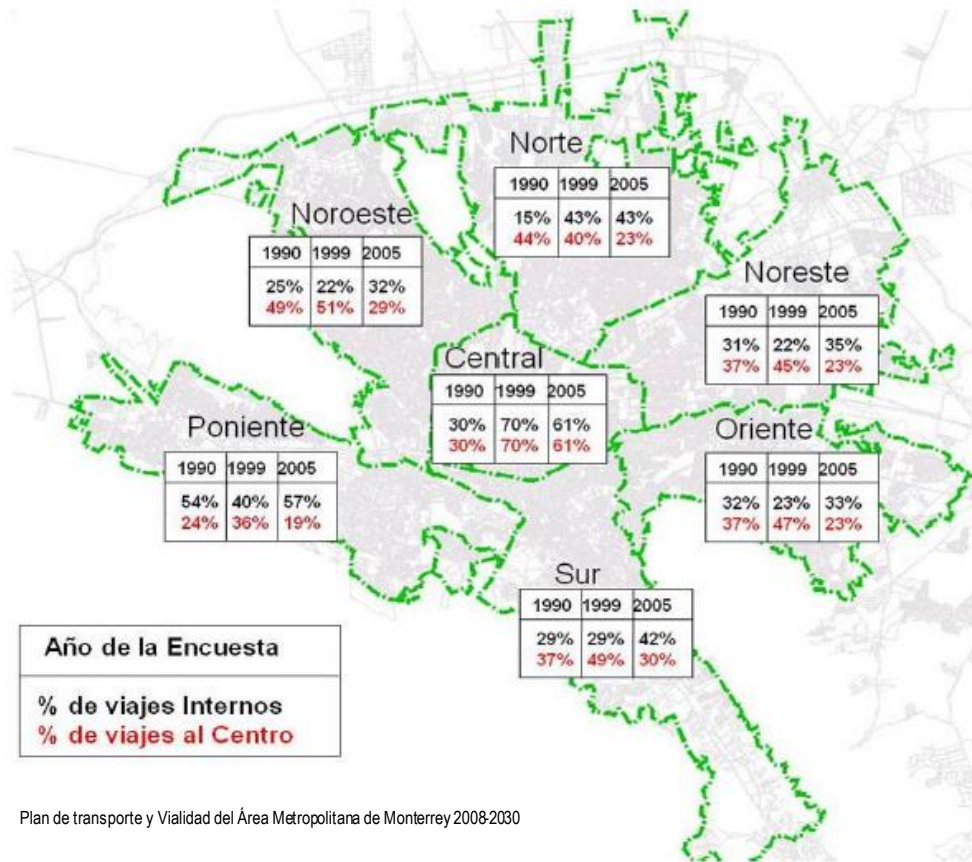 Norte
1990 1999 2005
15% 43% 43%
44% 40% 23%
Noroeste
1990 1999 2005
25% 22% 32%
49% 51% 29%
Noreste
1990 1999 2005
31% 22% 35%
37% 45% 23%
Central
1990 1999 2005
30% 70% 61%
30% 70% 61%
Poniente
1990 1999 2005
54% 40% 57%
24% 36% 19%
Oriente
1990 1999 2005
32% 23% 33%
37% 47% 23%
Sur
1990 1999 2005
29% 29% 42%
37% 49% 30%
Año de la Encuesta
% de viajes Internos
% de viajes al Centro
Plan de transporte y Vialidad del Área Metropolitana de Monterrey 2008-2030